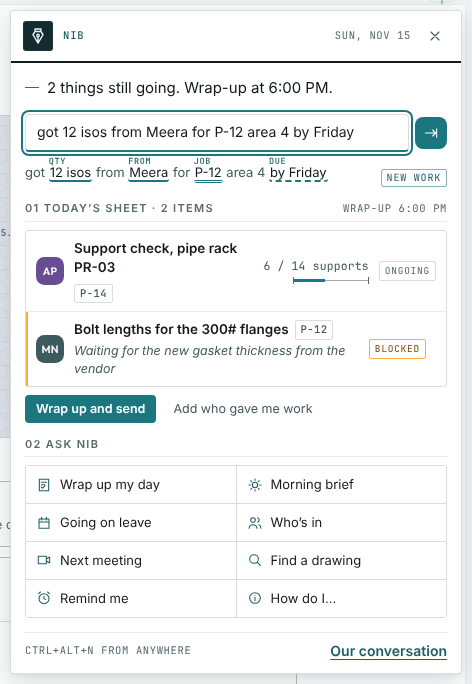 NIB
SUN, NOV 15
— 2 things still going. Wrap-up at 6:00 PM.
got 12 isos from Meera for P-12 area 4 by Friday
QTY FROM JOB DUE
got 12 isos from Meera for P-12 area 4 by Friday
NEW WORK
01 TODAY'S SHEET · 2 ITEMS
WRAP-UP 6:00 PM
AP
Support check, pipe rack
PR-03
P-14
6 / 14 supports
ONGOING
MN
Bolt lengths for the 300# flanges P-12
Waiting for the new gasket thickness from the
vendor
BLOCKED
Wrap up and send
Add who gave me work
02 ASK NIB
Wrap up my day
Morning brief
Going on leave
Who's in
Next meeting
Find a drawing
Remind me
How do I...
CTRL+ALT+N FROM ANYWHERE
Our conversation